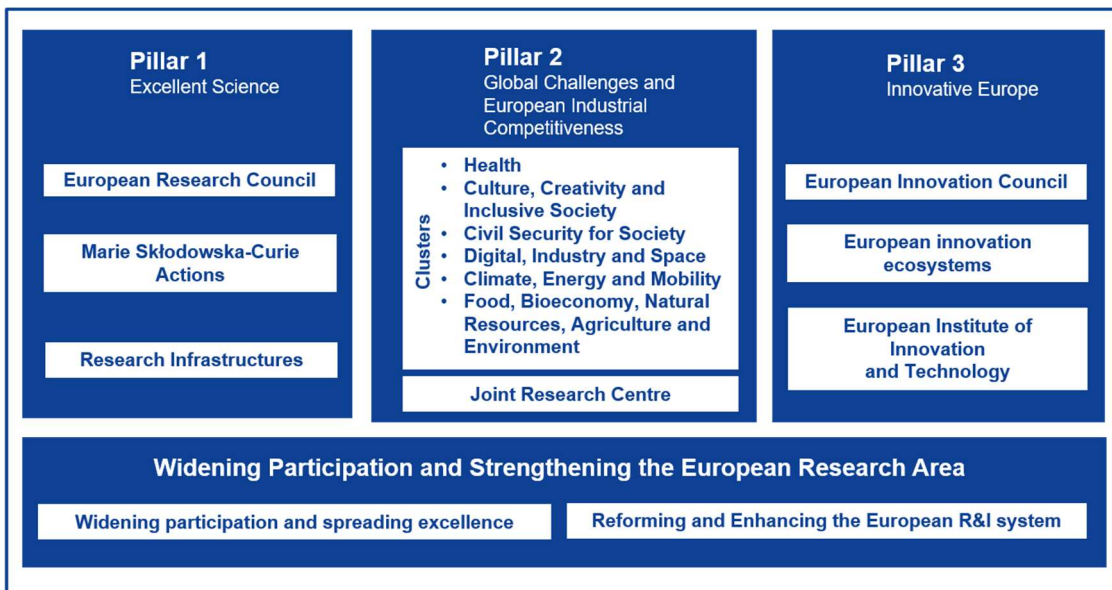 Pillar 1
Excellent Science
European Research Council
Marie Skłodowska-Curie
Actions
Research Infrastructures
Pillar 2
Global Challenges and
European Industrial
Competitiveness
Clusters
• Health
• Culture, Creativity and
Inclusive Society
• Civil Security for Society
• Digital, Industry and Space
• Climate, Energy and Mobility
• Food, Bioeconomy, Natural
Resources, Agriculture and
Environment
Joint Research Centre
Pillar 3
Innovative Europe
European Innovation Council
European innovation
ecosystems
European Institute of
Innovation
and Technology
Widening Participation and Strengthening the European Research Area
Widening participation and spreading excellence
Reforming and Enhancing the European R&I system